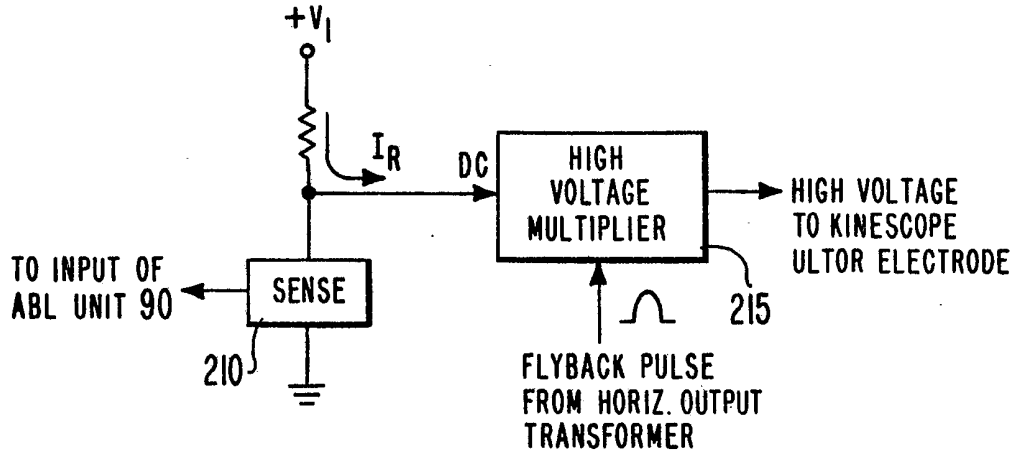 +V1
IR
DC
HIGH
VOLTAGE
MULTIPLIER
HIGH VOLTAGE
TO KINESCOPE
ULTOR ELECTRODE
TO INPUT OF
ABL UNIT 90
SENSE
210
215
FLYBACK PULSE
FROM HORIZ. OUTPUT
TRANSFORMER